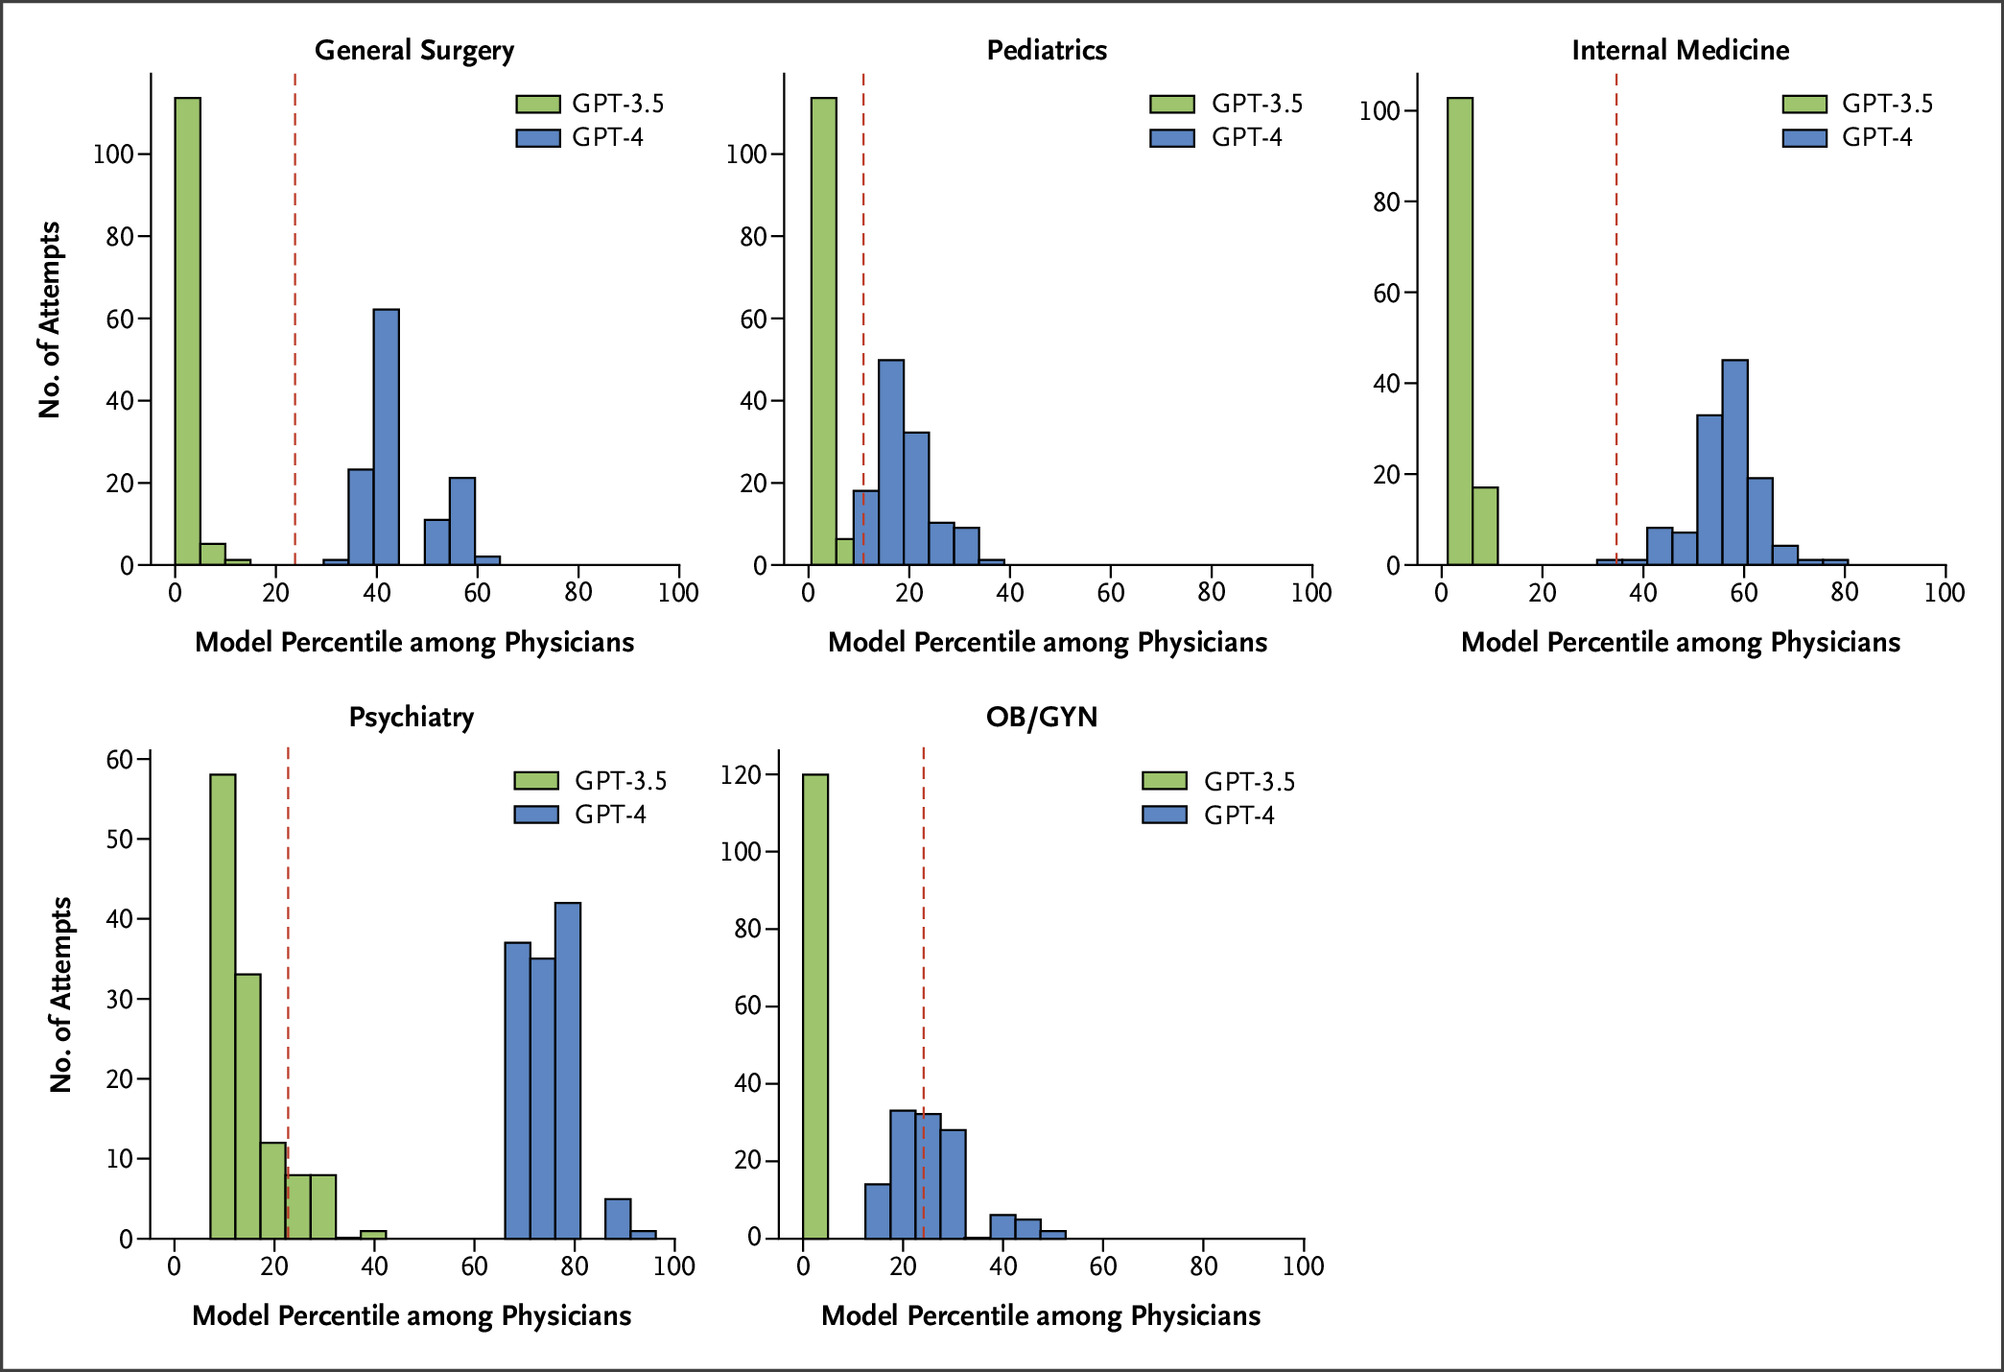 General Surgery
GPT-3.5
GPT-4
No. of Attempts
100
80
60
40
20
0
0 20 40 60 80 100
Model Percentile among Physicians
Pediatrics
GPT-3.5
GPT-4
100
80
60
40
20
0
0 20 40 60 80 100
Model Percentile among Physicians
Internal Medicine
GPT-3.5
GPT-4
100
80
60
40
20
0
0 20 40 60 80 100
Model Percentile among Physicians
Psychiatry
GPT-3.5
GPT-4
No. of Attempts
60
50
40
30
20
10
0
0 20 40 60 80 100
Model Percentile among Physicians
OB/GYN
GPT-3.5
GPT-4
120
100
80
60
40
20
0
0 20 40 60 80 100
Model Percentile among Physicians